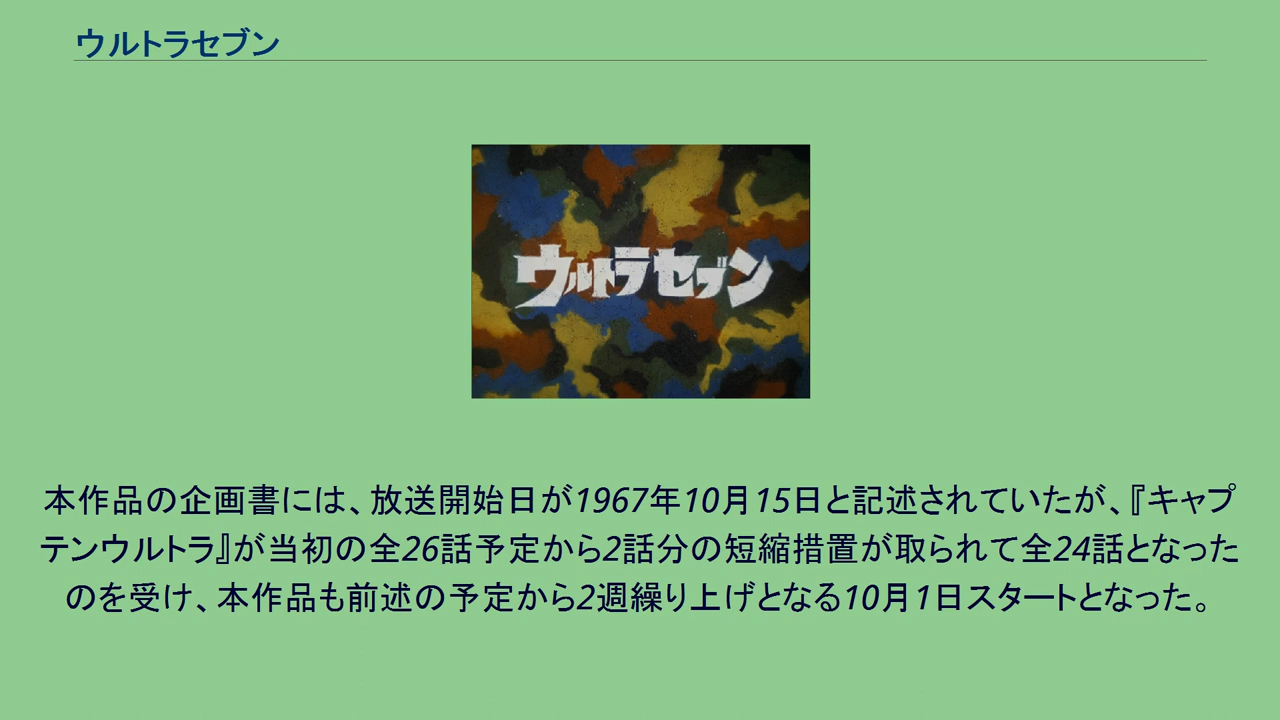 ウルトラセブン
ウルトラセブン
本作品の企画書には、放送開始日が1967年10月15日と記述されていたが、『キャプ
テンウルトラ』が当初の全26話予定から2話分の短縮措置が取られて全24話となった
のを受け、本作品も前述の予定から2週繰り上げとなる10月1日スタートとなった。